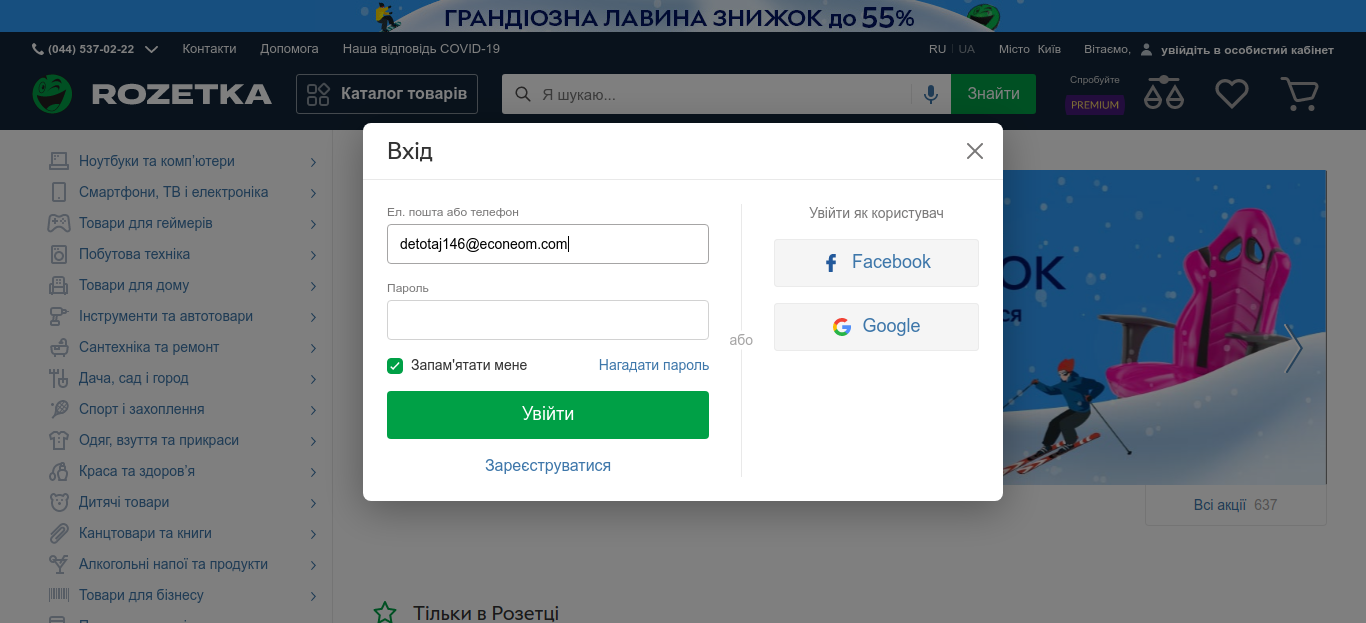 ГРАНДІОЗНА ЛАВИНА ЗНИЖОК до 55%
(044) 537-02-22 Контакти Допомога Наша відповідь COVID-19 RU UA Місто Київ Вітаємо, увійдіть в особистий кабінет
ROZETKA Каталог товарів Я шукаю... Знайти Спробуйте
PREMIUM
Вхід
Ел. пошта або телефон
detotaj146@econeom.com
Пароль
Запам'ятати мене Нагадати пароль
Увійти
Зареєструватися
або
Увійти як користувач
Facebook
Google
Ноутбуки та комп'ютери
Смартфони, ТВ і електроніка
Товари для геймерів
Побутова техніка
Товари для дому
Інструменти та автотовари
Сантехніка та ремонт
Дача, сад і город
Спорт і захоплення
Одяг, взуття та прикраси
Краса та здоров'я
Дитячі товари
Канцтовари та книги
Алкогольні напої та продукти
Товари для бізнесу
Всі акції 637
Тільки в Розетці